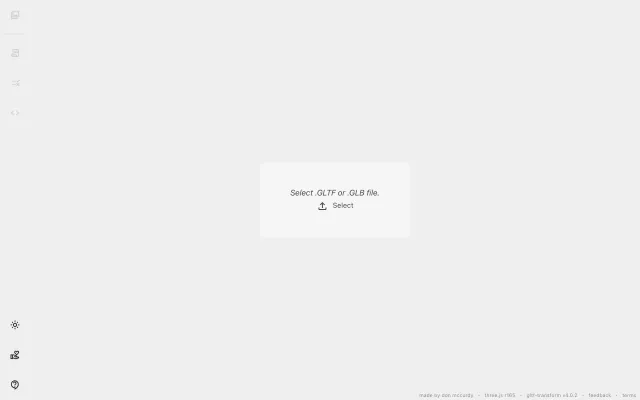 Select .GLTF or .GLB file.
Select
made by don mccurdy · three.js r165 · gltf-transform v3.0.2 · feedback · terms